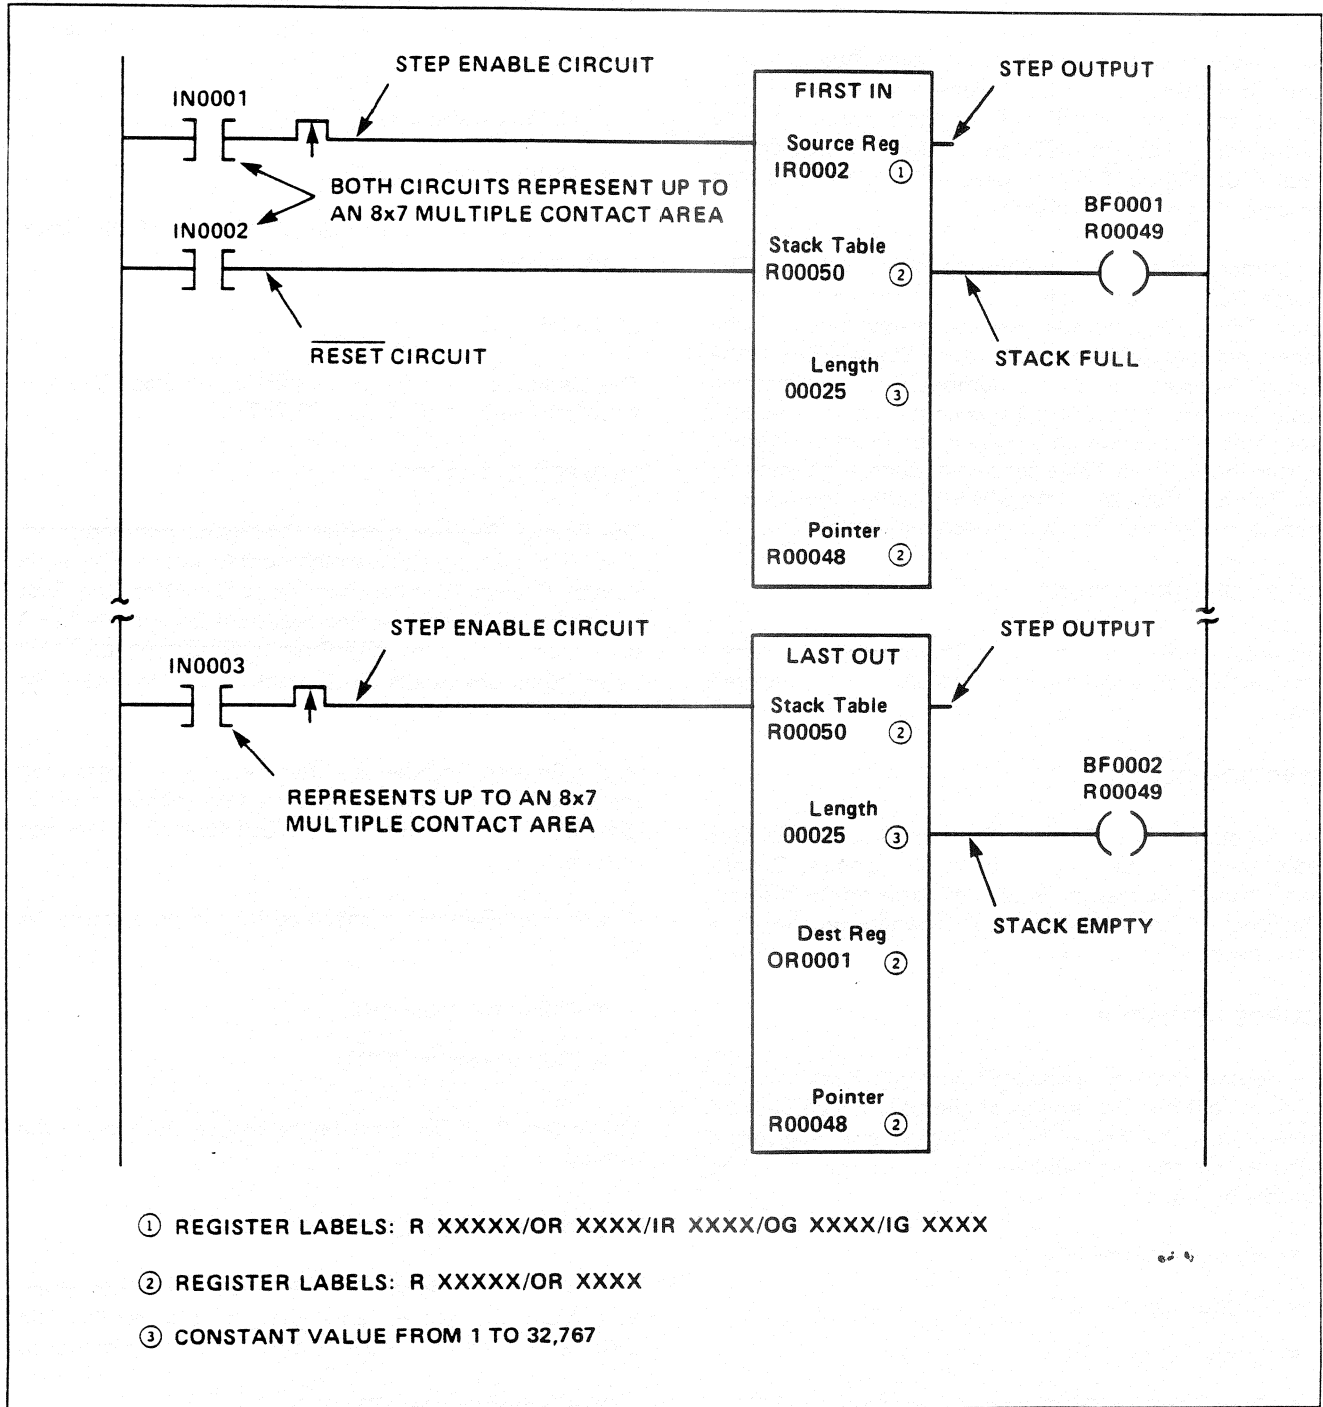 STEP ENABLE CIRCUIT
STEP OUTPUT
IN0001
FIRST IN
Source Reg
IR0002 ①
BOTH CIRCUITS REPRESENT UP TO
AN 8x7 MULTIPLE CONTACT AREA
IN0002
BF0001
R00049
Stack Table
R00050 ②
RESET CIRCUIT
STACK FULL
Length
00025 ③
Pointer
R00048 ②
STEP ENABLE CIRCUIT
STEP OUTPUT
IN0003
LAST OUT
Stack Table
R00050 ②
REPRESENTS UP TO AN 8x7
MULTIPLE CONTACT AREA
BF0002
R00049
Length
00025 ③
STACK EMPTY
Dest Reg
OR0001 ②
Pointer
R00048 ②
① REGISTER LABELS: R XXXXX/OR XXXX/IR XXXX/OG XXXX/IG XXXX
② REGISTER LABELS: R XXXXX/OR XXXX
③ CONSTANT VALUE FROM 1 TO 32,767